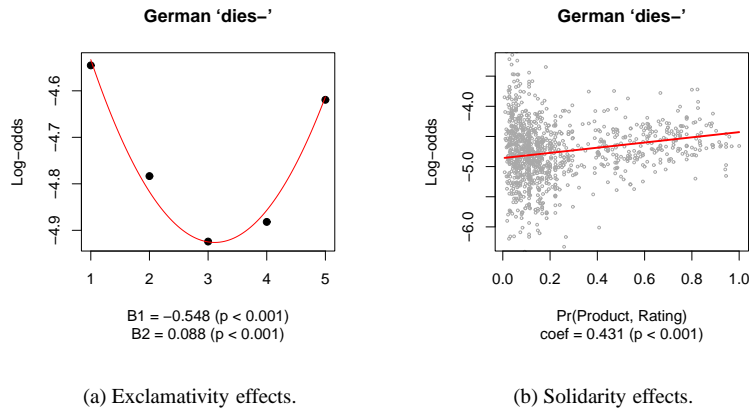 German ‘dies−’
Log−odds
−4.6
−4.7
−4.8
−4.9
1 2 3 4 5
B1 = −0.548 (p < 0.001)
B2 = 0.088 (p < 0.001)
(a) Exclamativity effects.
German ‘dies−’
Log−odds
−4.0
−5.0
−6.0
0.0 0.2 0.4 0.6 0.8 1.0
Pr(Product, Rating)
coef = 0.431 (p < 0.001)
(b) Solidarity effects.